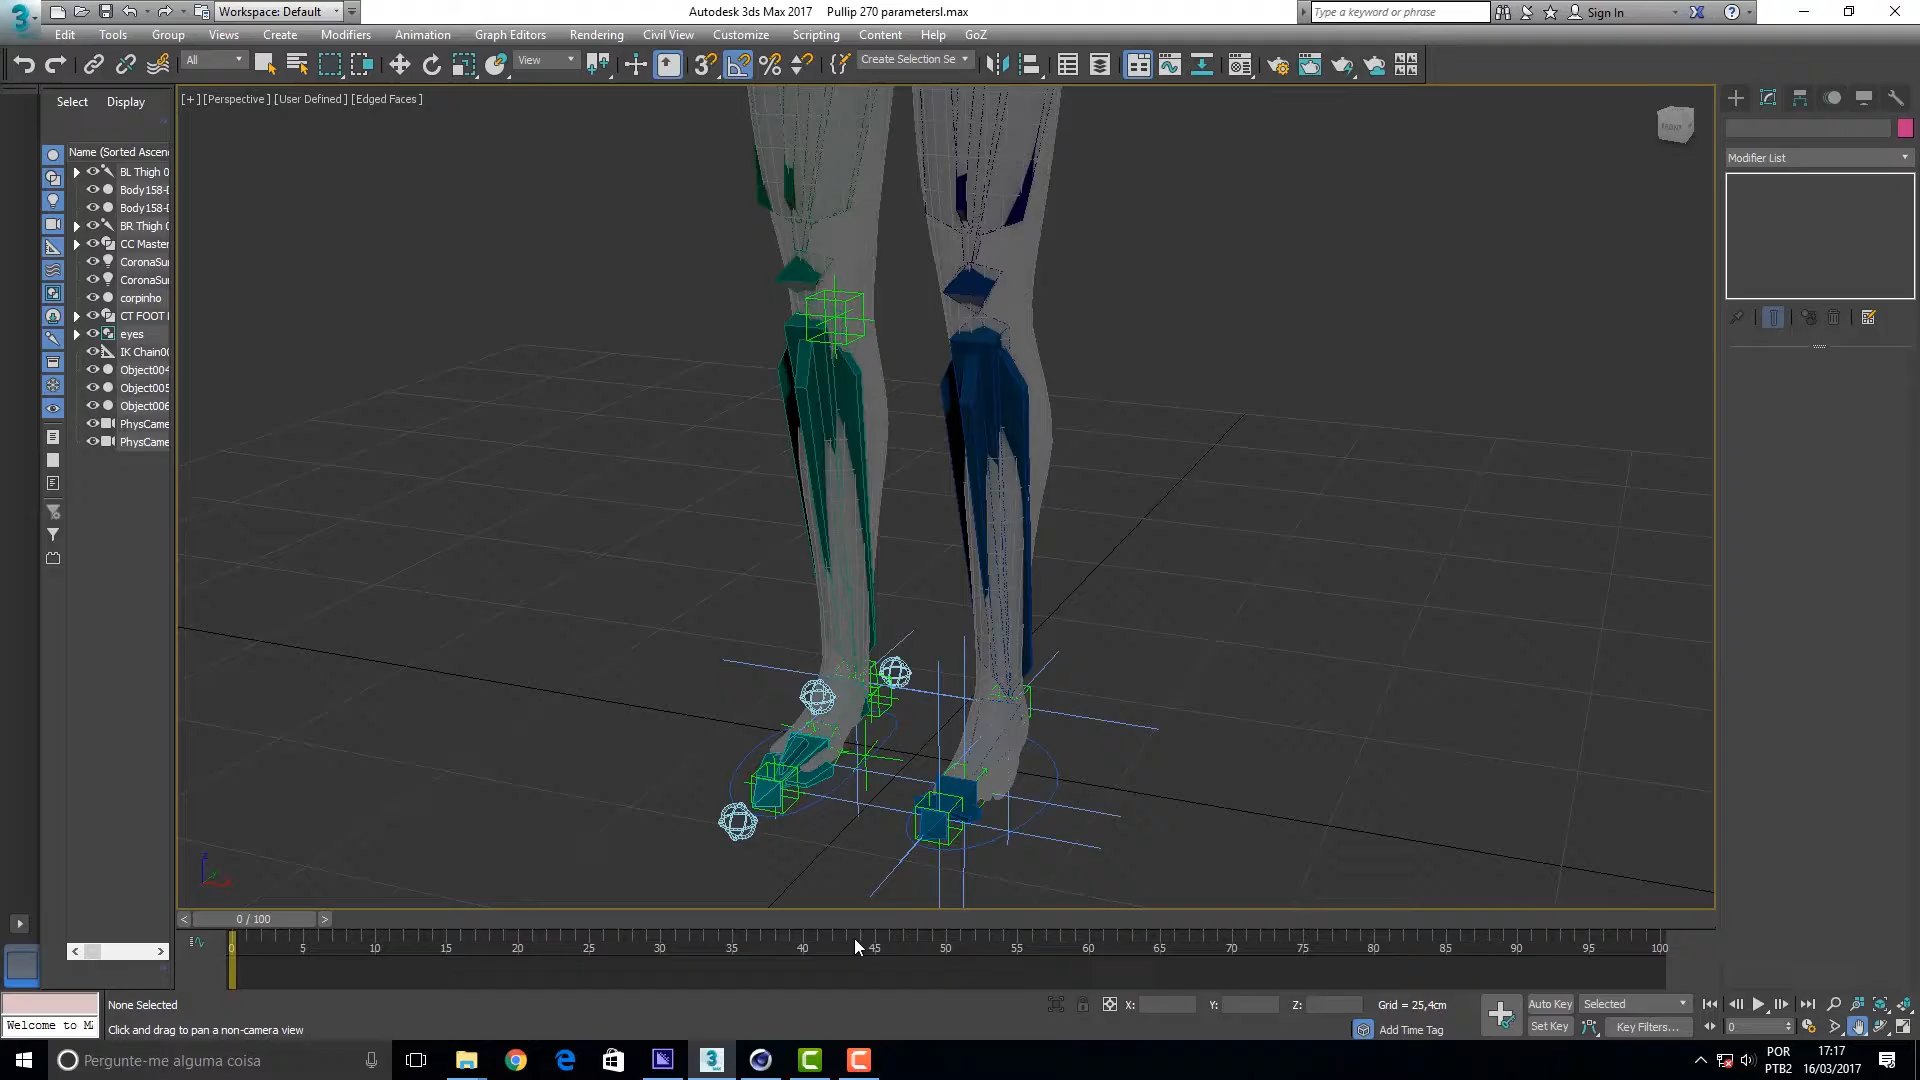 Workspace: Default
Autodesk 3ds Max 2017 Pullip 270 parametersl.max
Type a keyword or phrase
Sign In
Edit Tools Group Views Create Modifiers Animation Graph Editors Rendering Civil View Customize Scripting Content Help GoZ
All
View
Create Selection Se
Select Display
[+] [Perspective ] [User Defined ] [Edged Faces ]
FRONT
Name (Sorted Ascen
BL Thigh 0
Body158-
Body158-
BR Thigh 0
CC Master
CoronaSu
CoronaSu
corpinho
CT FOOT
eyes
IK Chain00
Object004
Object005
Object006
PhysCame
PhysCame
Modifier List
0 / 100
0 5 10 15 20 25 30 35 40 45 50 55 60 65 70 75 80 85 90 95 100
None Selected
X: Y: Z: Grid = 25,4cm
Auto Key Selected
Welcome to M
Click and drag to pan a non-camera view
Add Time Tag
Set Key Key Filters...
0
Pergunte-me alguma coisa
POR
PTB2
17:17
16/03/2017